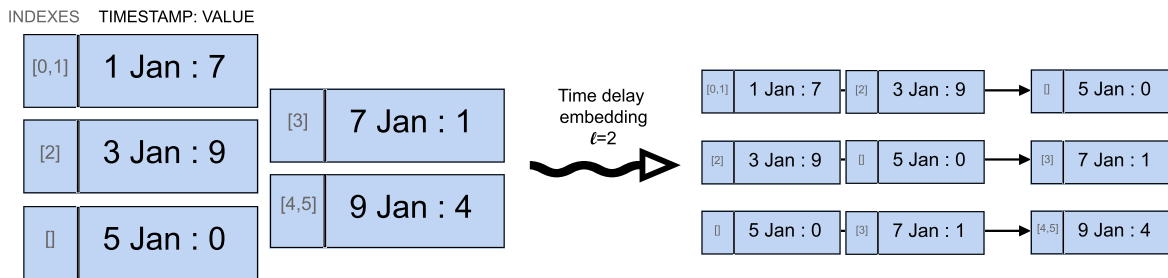 INDEXES TIMESTAMP: VALUE
[0,1] 1 Jan : 7
[2] 3 Jan : 9
[] 5 Jan : 0
[3] 7 Jan : 1
[4,5] 9 Jan : 4
Time delay
embedding
ℓ=2
[0,1] 1 Jan : 7 [2] 3 Jan : 9 [] 5 Jan : 0
[2] 3 Jan : 9 [] 5 Jan : 0 [3] 7 Jan : 1
[] 5 Jan : 0 [3] 7 Jan : 1 [4,5] 9 Jan : 4